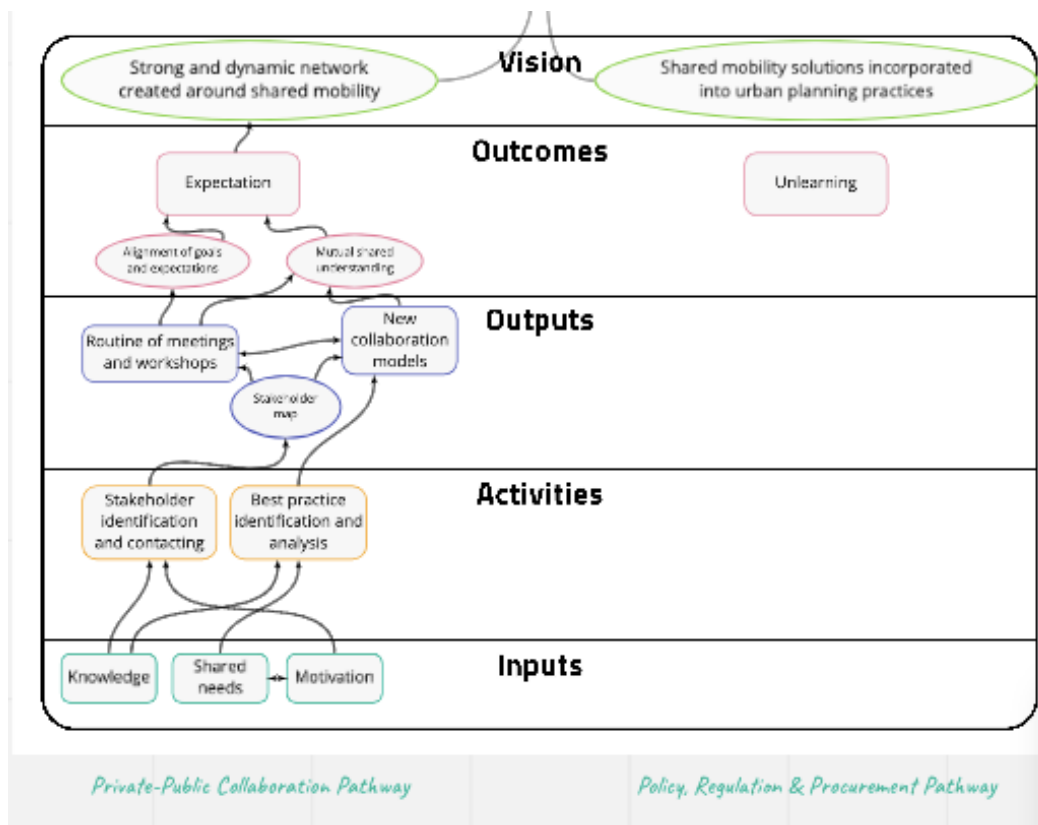 Vision
Strong and dynamic network
created around shared mobility
Shared mobility solutions incorporated
into urban planning practices
Outcomes
Expectation
Unlearning
Alignment of goals
and expectations
Mutual shared
understanding
Outputs
Routine of meetings
and workshops
New
collaboration
models
Stakeholder
map
Activities
Stakeholder
identification
and contacting
Best practice
identification and
analysis
Inputs
Knowledge
Shared
needs
Motivation
Private-Public Collaboration Pathway
Policy, Regulation & Procurement Pathway